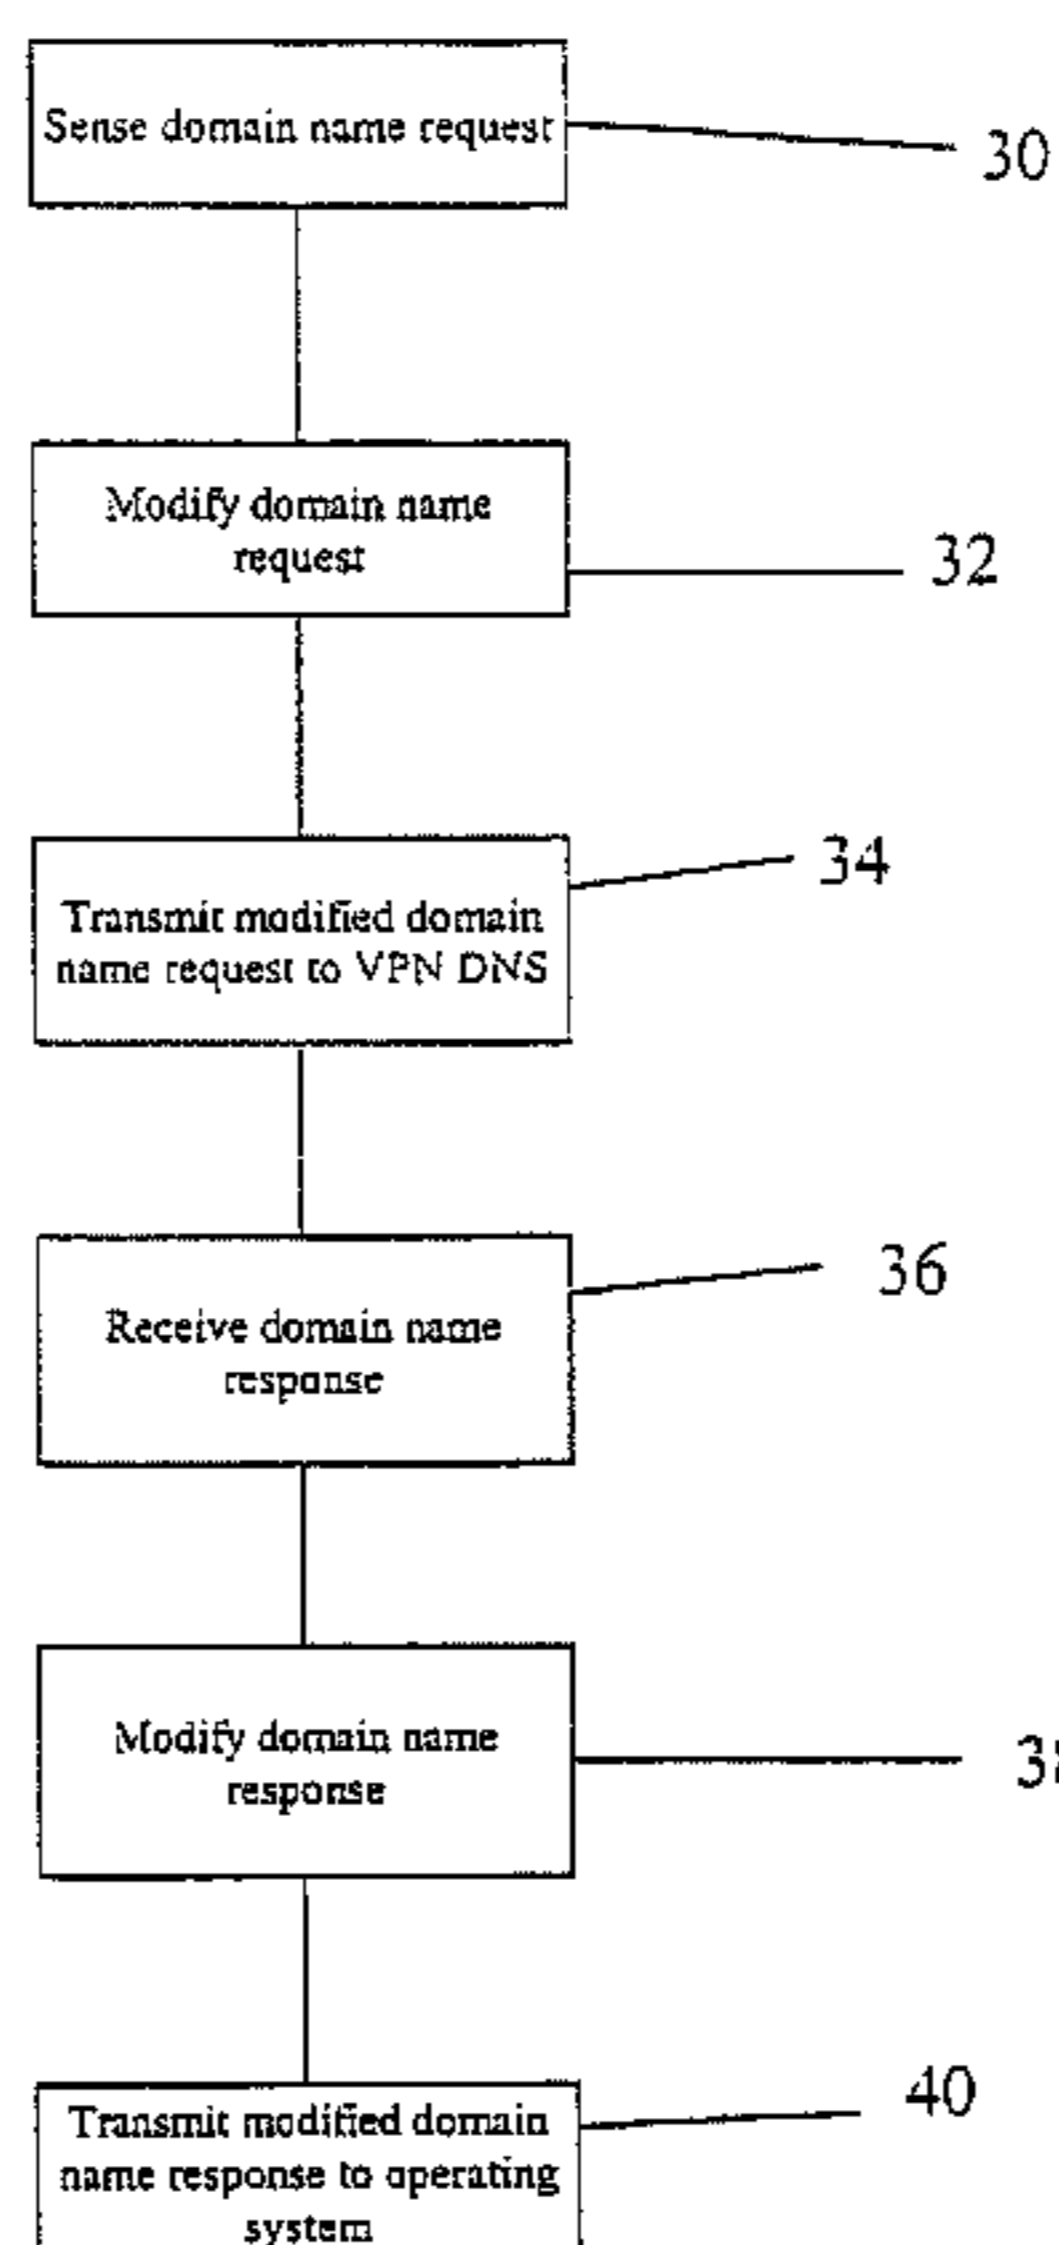 Sense domain name request
30
Modify domain name
request
32
34
Transmit modified domain
name request to VPN DNS
36
Receive domain name
response
Modify domain name
response
38
40
Transmit modified domain
name response to operating
system